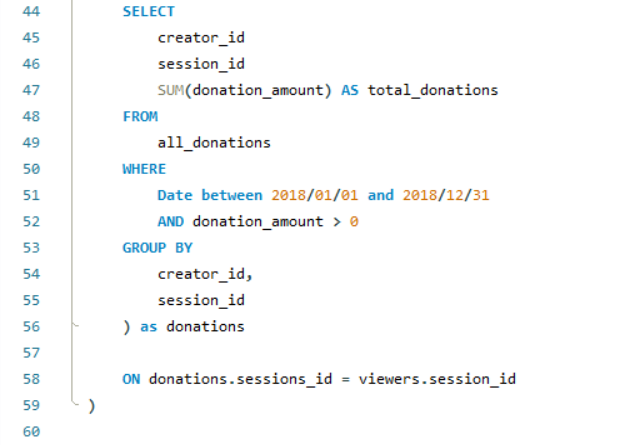 44 SELECT
45 creator_id
46 session_id
47 SUM(donation_amount) AS total_donations
48 FROM
49 all_donations
50 WHERE
51 Date between 2018/01/01 and 2018/12/31
52 AND donation_amount > 0
53 GROUP BY
54 creator_id,
55 session_id
56 ) as donations
57
58 ON donations.sessions_id = viewers.session_id
59 )
60